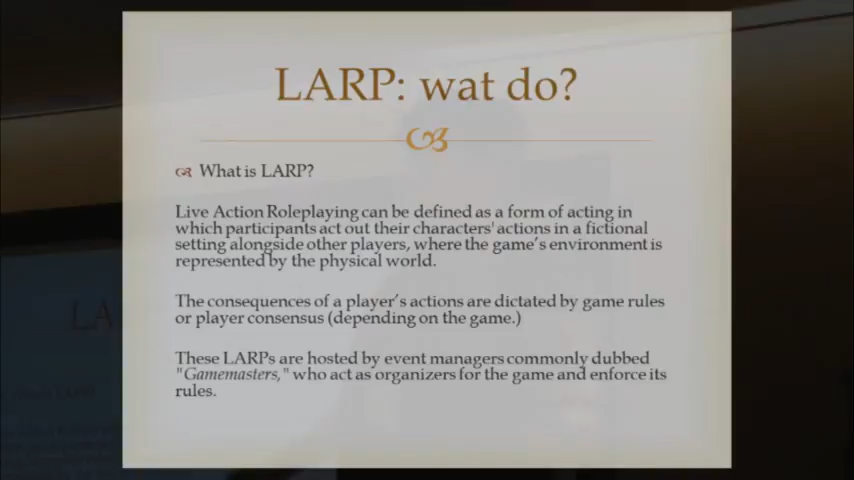 LARP: wat do?
What is LARP?
Live Action Roleplaying can be defined as a form of acting in
which participants act out their characters' actions in a fictional
setting alongside other players, where the game's environment is
represented by the physical world.
The consequences of a player's actions are dictated by game rules
or player consensus (depending on the game.)
These LARPs are hosted by event managers commonly dubbed
"Gamemasters," who act as organizers for the game and enforce its
rules.
LA